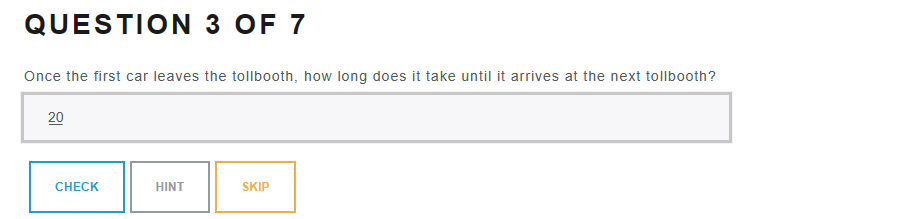 QUESTION 3 OF 7
Once the first car leaves the tollbooth, how long does it take until it arrives at the next tollbooth?
20
CHECK HINT SKIP